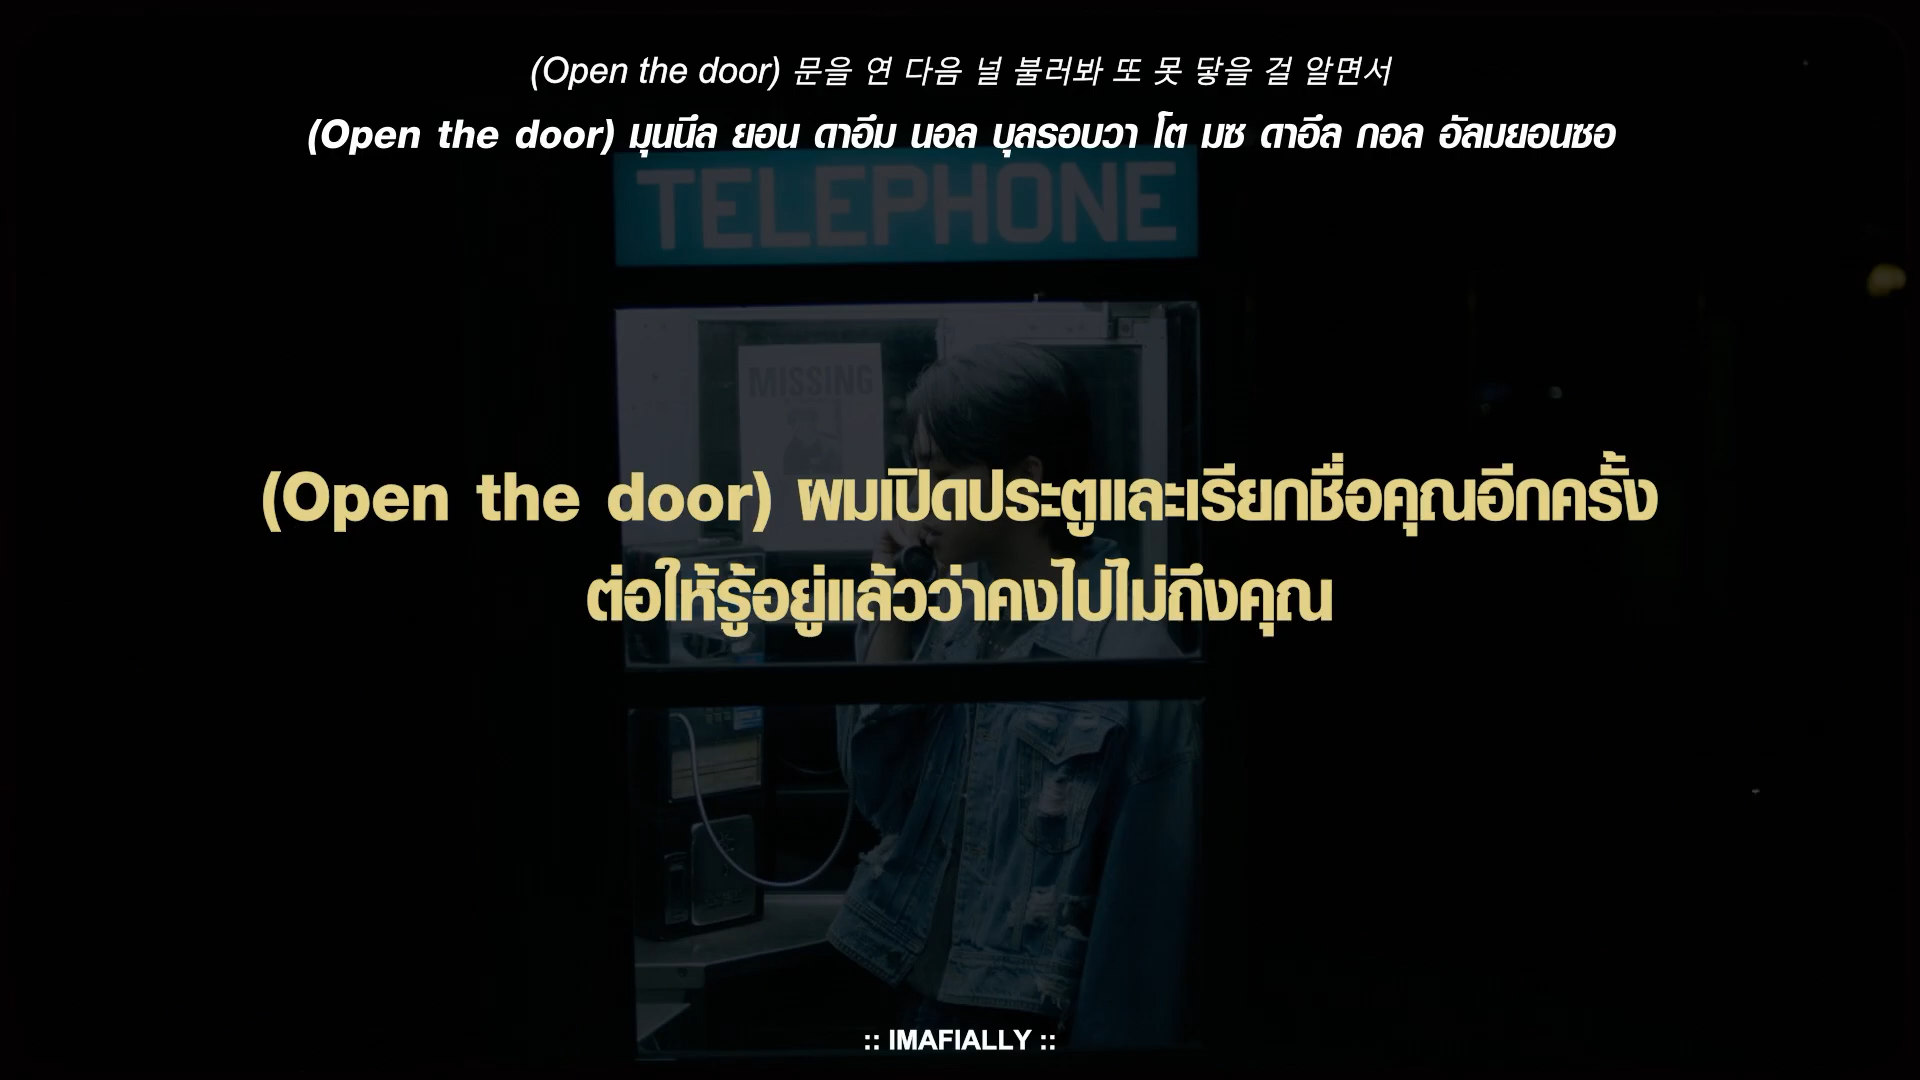 (Open the door) 문을 연 다음 널 불러봐 또 못 닿을 걸 알면서
(Open the door) มุนนึล ยอน ดาอึม นอล บุลรอบวา โต มซ ดาอึล กอล อัลมยอนซอ
TELEPHONE
MISSING
(Open the door) ผมเปิดประตูและเรียกชื่อคุณอีกครั้ง
ต่อให้รู้อยู่แล้วว่าคงไปไม่ถึงคุณ
:: IMAFIALLY ::